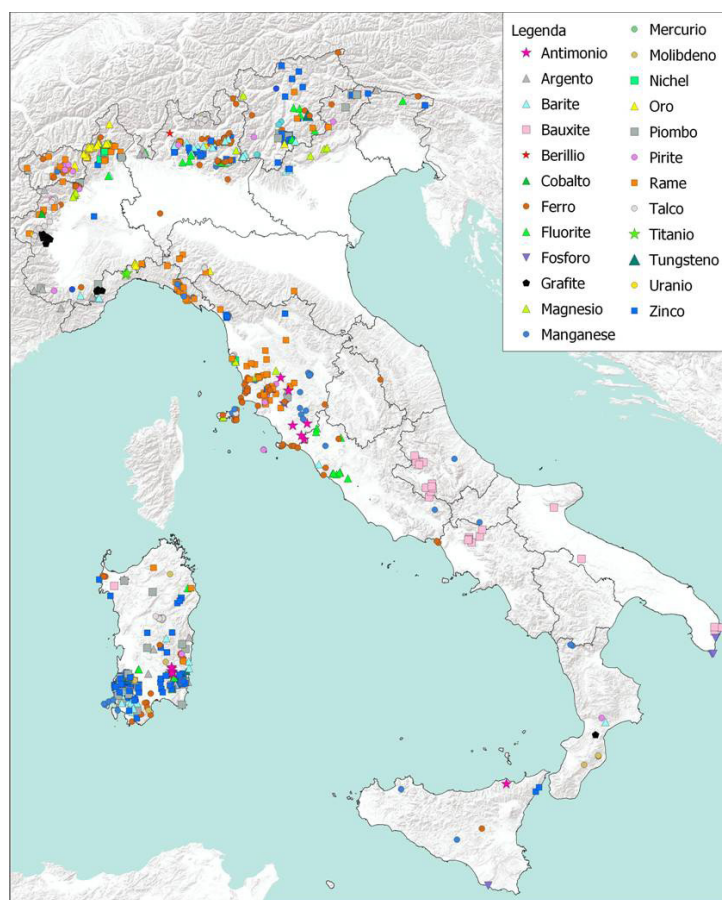 Legenda
Antimonio
Argento
Barite
Bauxite
Berillio
Cobalto
Ferro
Fluorite
Fosforo
Grafite
Magnesio
Manganese
Mercurio
Molibdeno
Nichel
Oro
Piombo
Pirite
Rame
Talco
Titanio
Tungsteno
Uranio
Zinco